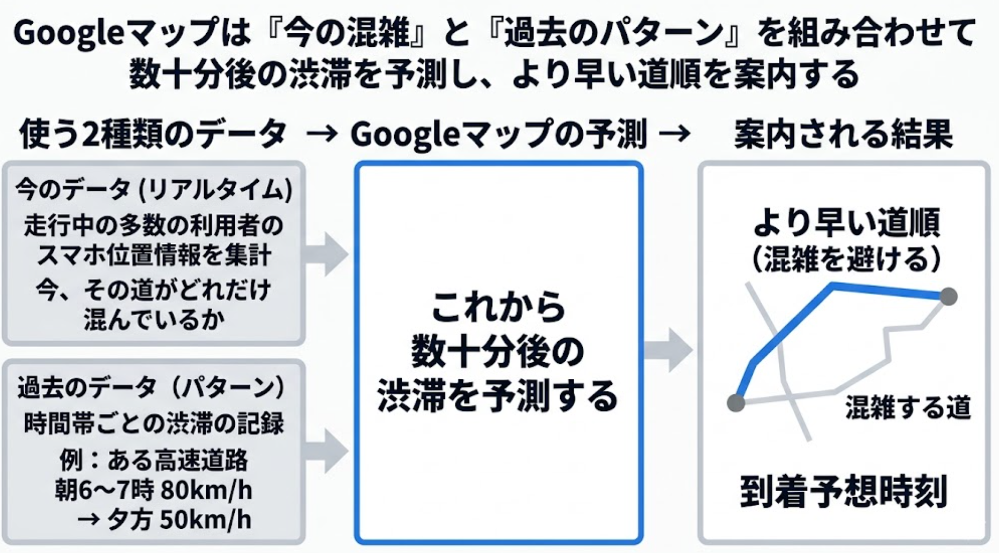 Googleマップは『今の混雑』と『過去のパターン』を組み合わせて
数十分後の渋滞を予測し、より早い道順を案内する
使う2種類のデータ → Googleマップの予測 → 案内される結果
今のデータ (リアルタイム)
走行中の多数の利用者の
スマホ位置情報を集計
今、その道がどれだけ
混んでいるか
過去のデータ（パターン）
時間帯ごとの渋滞の記録
例：ある高速道路
朝6〜7時 80km/h
→ 夕方 50km/h
これから
数十分後の
渋滞を予測する
より早い道順
（混雑を避ける）
混雑する道
到着予想時刻